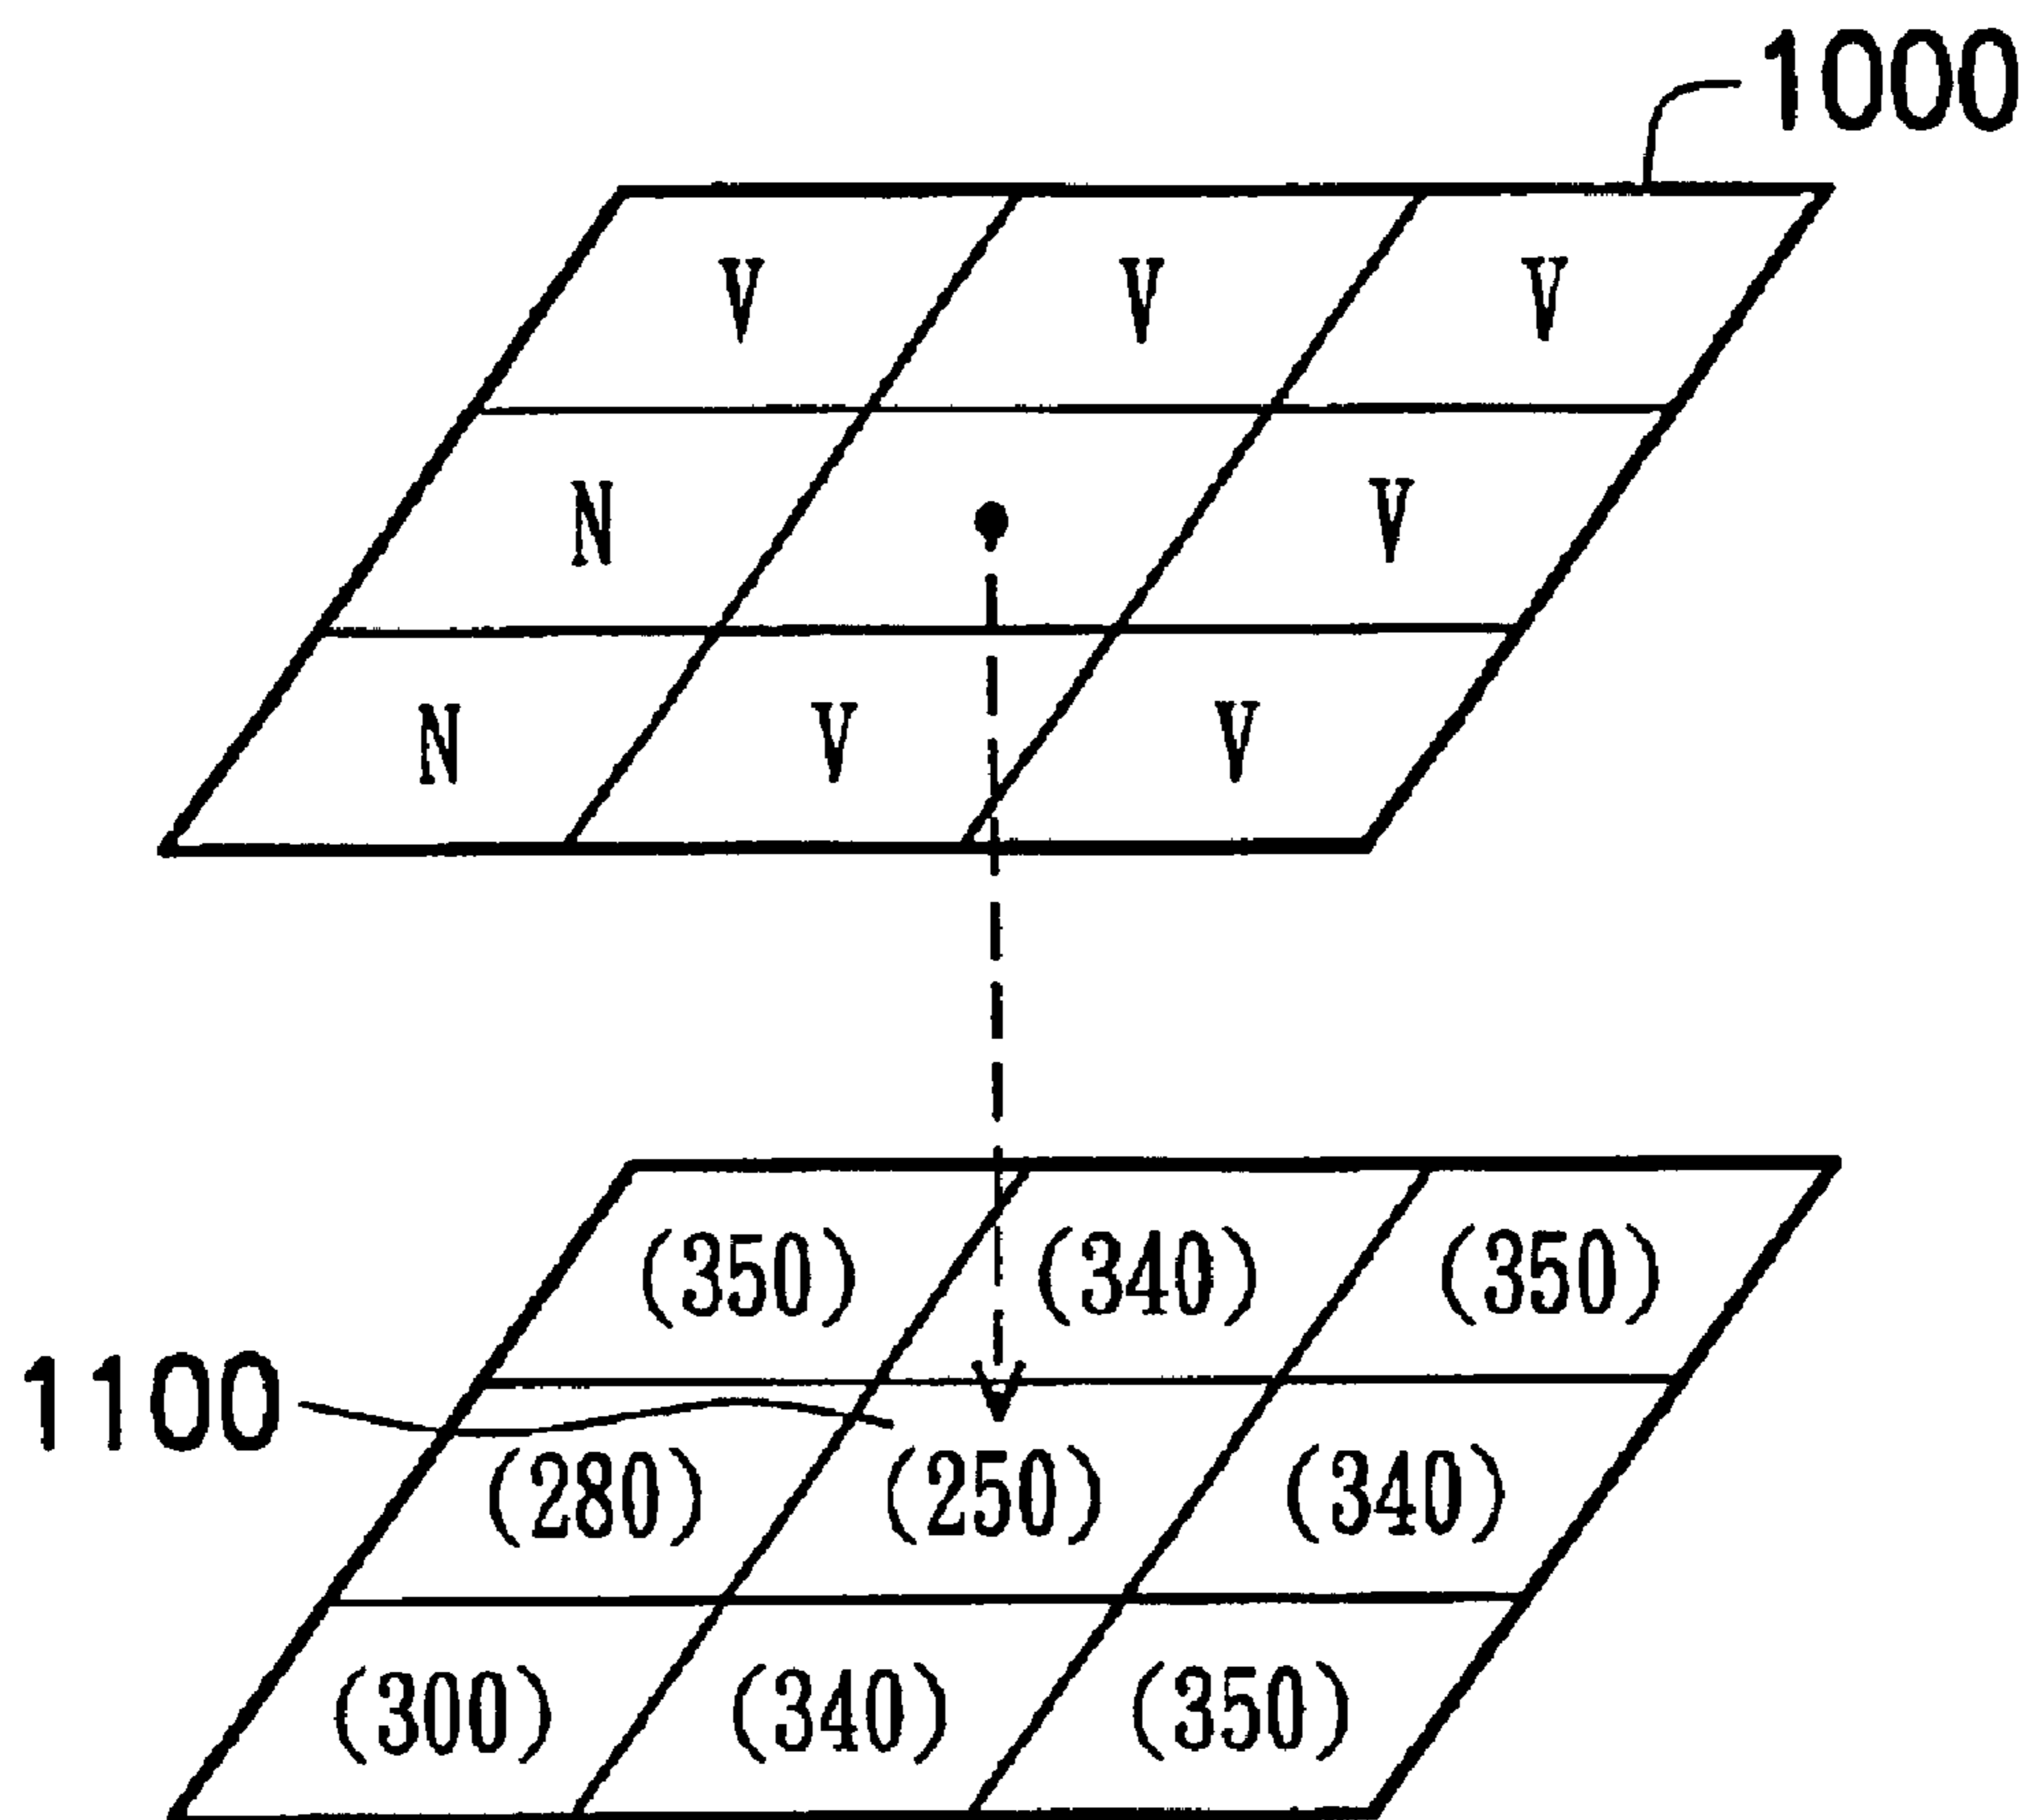 1000
V V V
N V
N V V
(350) (340) (350)
1100
(280) (250) (340)
(300) (340) (350)